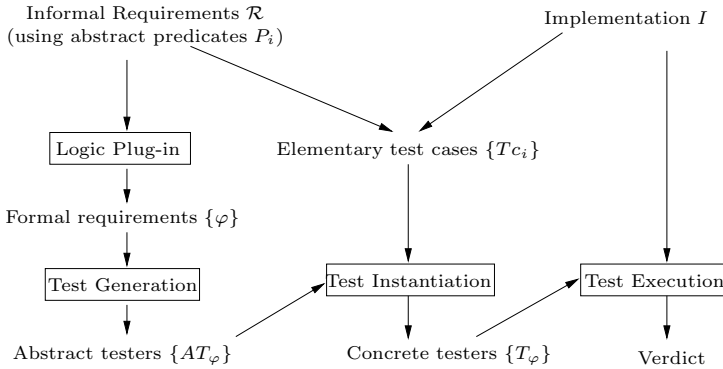 Informal Requirements ℛ
(using abstract predicates Pᵢ)
Implementation I
Logic Plug-in
Elementary test cases {Tcᵢ}
Formal requirements {φ}
Test Generation
Test Instantiation
Test Execution
Abstract testers {AT_φ}
Concrete testers {T_φ}
Verdict